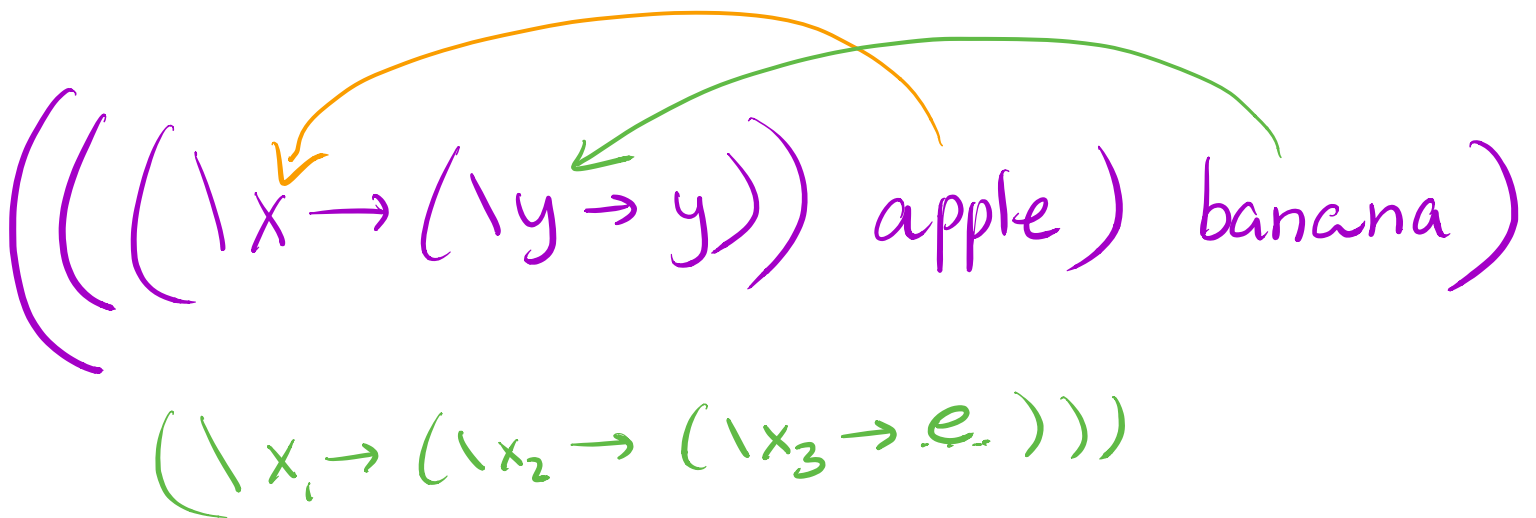 (((\x → (\y → y)) apple) banana)
(\x₁ → (\x₂ → (\x₃ → e)))